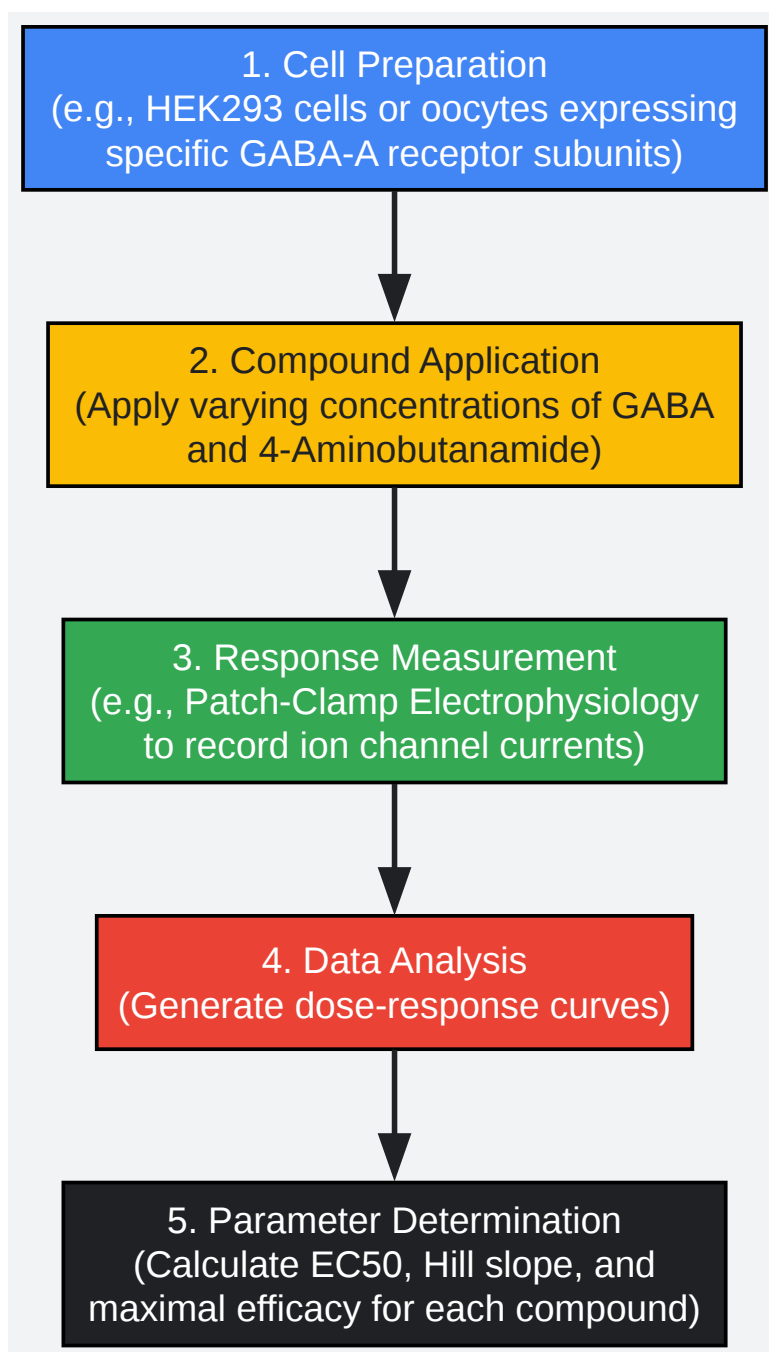 1. Cell Preparation
(e.g., HEK293 cells or oocytes expressing
specific GABA-A receptor subunits)
2. Compound Application
(Apply varying concentrations of GABA
and 4-Aminobutanamide)
3. Response Measurement
(e.g., Patch-Clamp Electrophysiology
to record ion channel currents)
4. Data Analysis
(Generate dose-response curves)
5. Parameter Determination
(Calculate EC50, Hill slope, and
maximal efficacy for each compound)